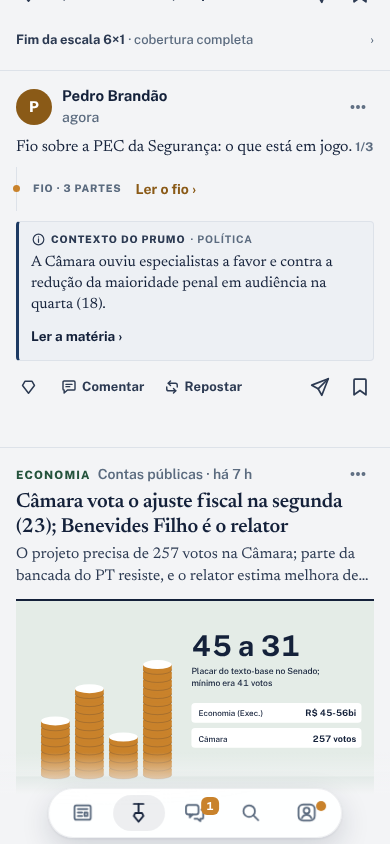 Fim da escala 6×1 · cobertura completa ›
P
Pedro Brandão
agora
Fio sobre a PEC da Segurança: o que está em jogo. 1/3
FIO · 3 PARTES Ler o fio ›
CONTEXTO DO PRUMO · POLÍTICA
A Câmara ouviu especialistas a favor e contra a
redução da maioridade penal em audiência na
quarta (18).
Ler a matéria ›
Comentar Repostar
ECONOMIA Contas públicas · há 7 h
Câmara vota o ajuste fiscal na segunda
(23); Benevides Filho é o relator
O projeto precisa de 257 votos na Câmara; parte da
bancada do PT resiste, e o relator estima melhora de...
45 a 31
Placar do texto-base no Senado;
mínimo era 41 votos
Economia (Exec.) R$ 45-56bi
Câmara 257 votos
1